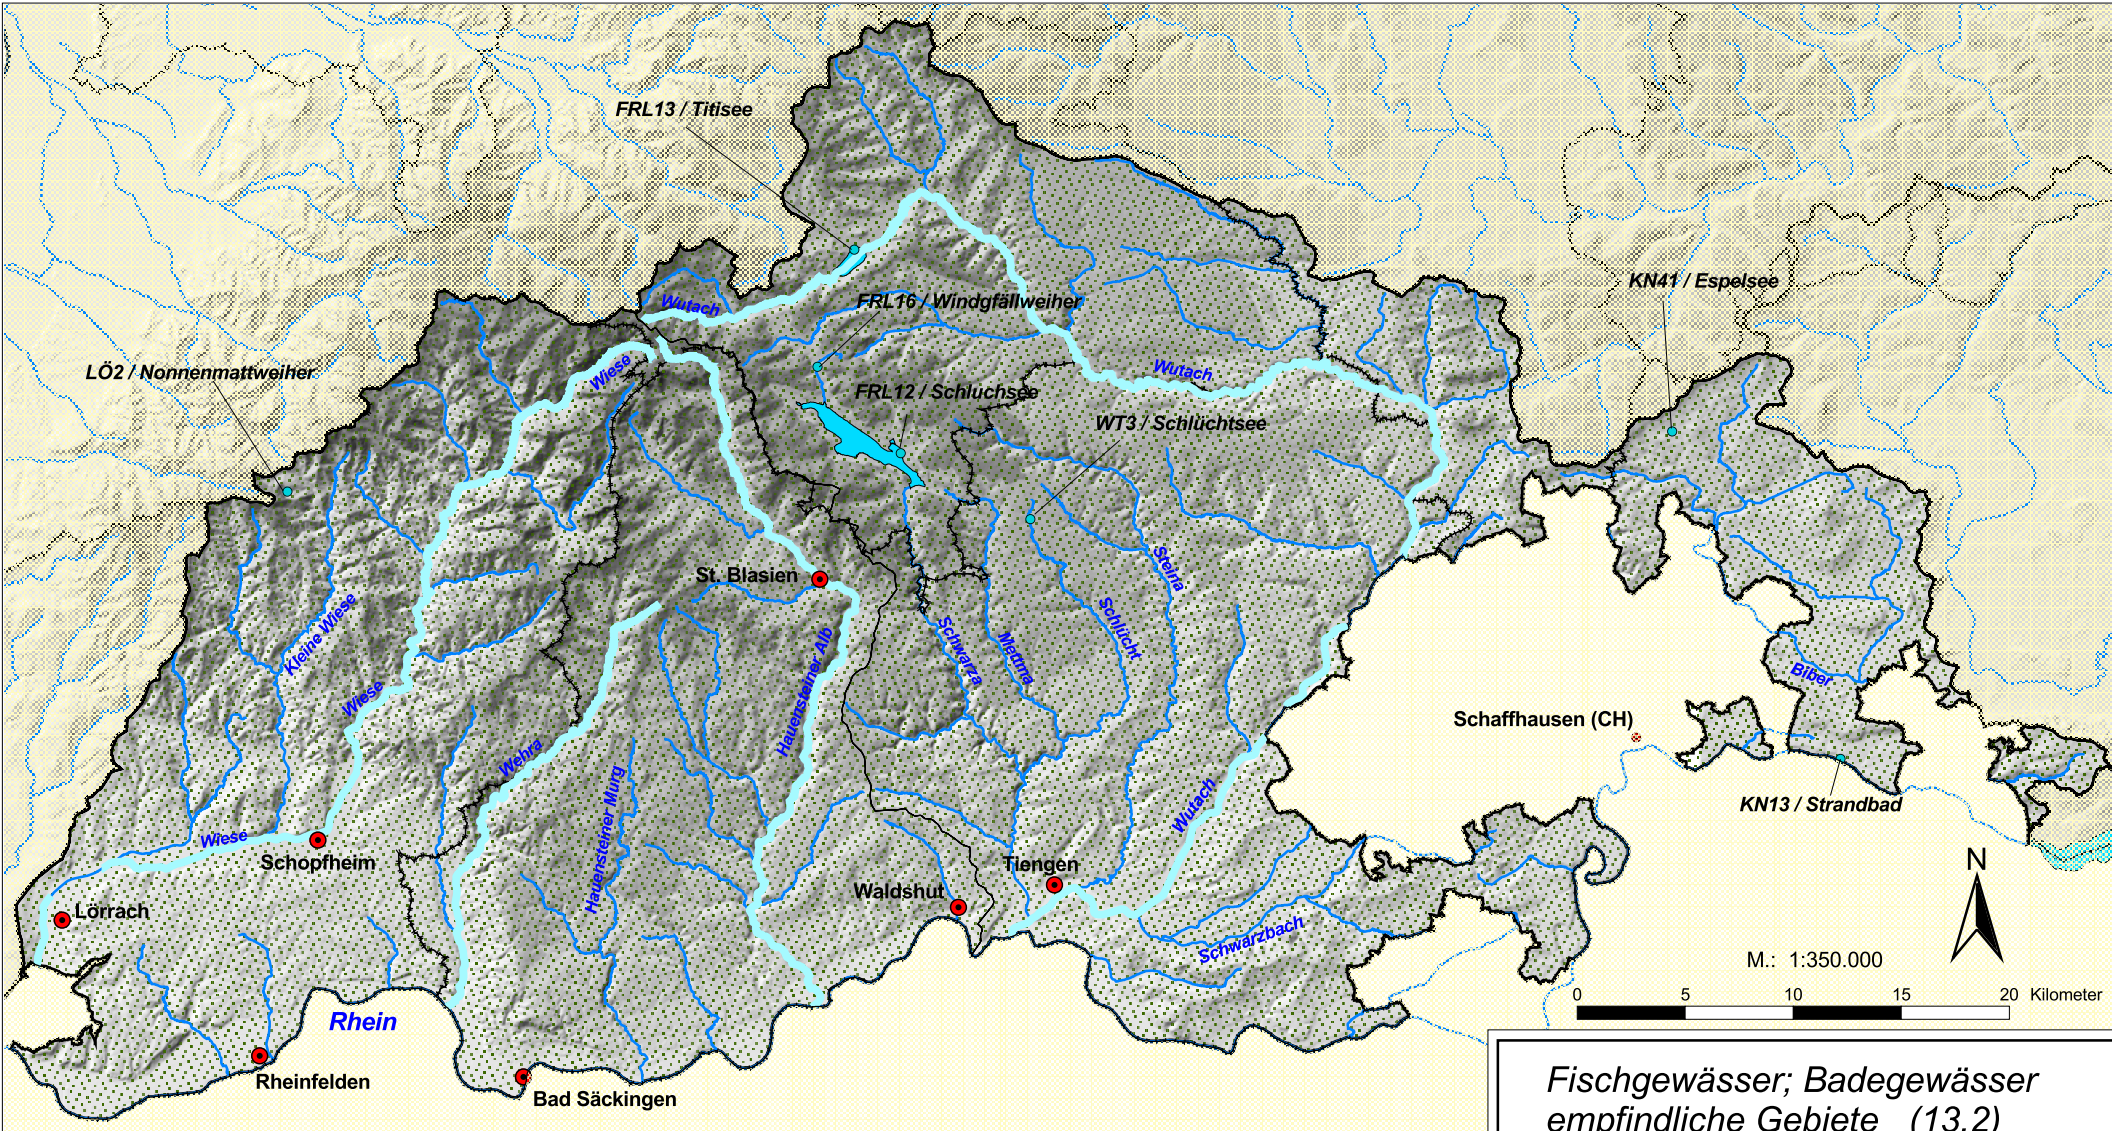 FRL13 / Titisee
KN41 / Espelsee
Wutach
FRL16 / Windgfällweiher
LÖ2 / Nonnenmattweiher
Wiese
Wutach
FRL12 / Schluchsee
WT3 / Schlüchtsee
St. Blasien
Steina
Kleine Wiese
Schlücht
Schwarza
Mettma
Hauensteiner Alb
Wiese
Biber
Schaffhausen (CH)
Wehra
Hauensteiner Murg
Wutach
KN13 / Strandbad
Wiese
Schopfheim
Tiengen
Waldshut
Lörrach
Schwarzbach
N
M.: 1:350.000
0 5 10 15 20 Kilometer
Rhein
Rheinfelden
Bad Säckingen
Fischgewässer; Badegewässer
empfindliche Gebiete (13.2)